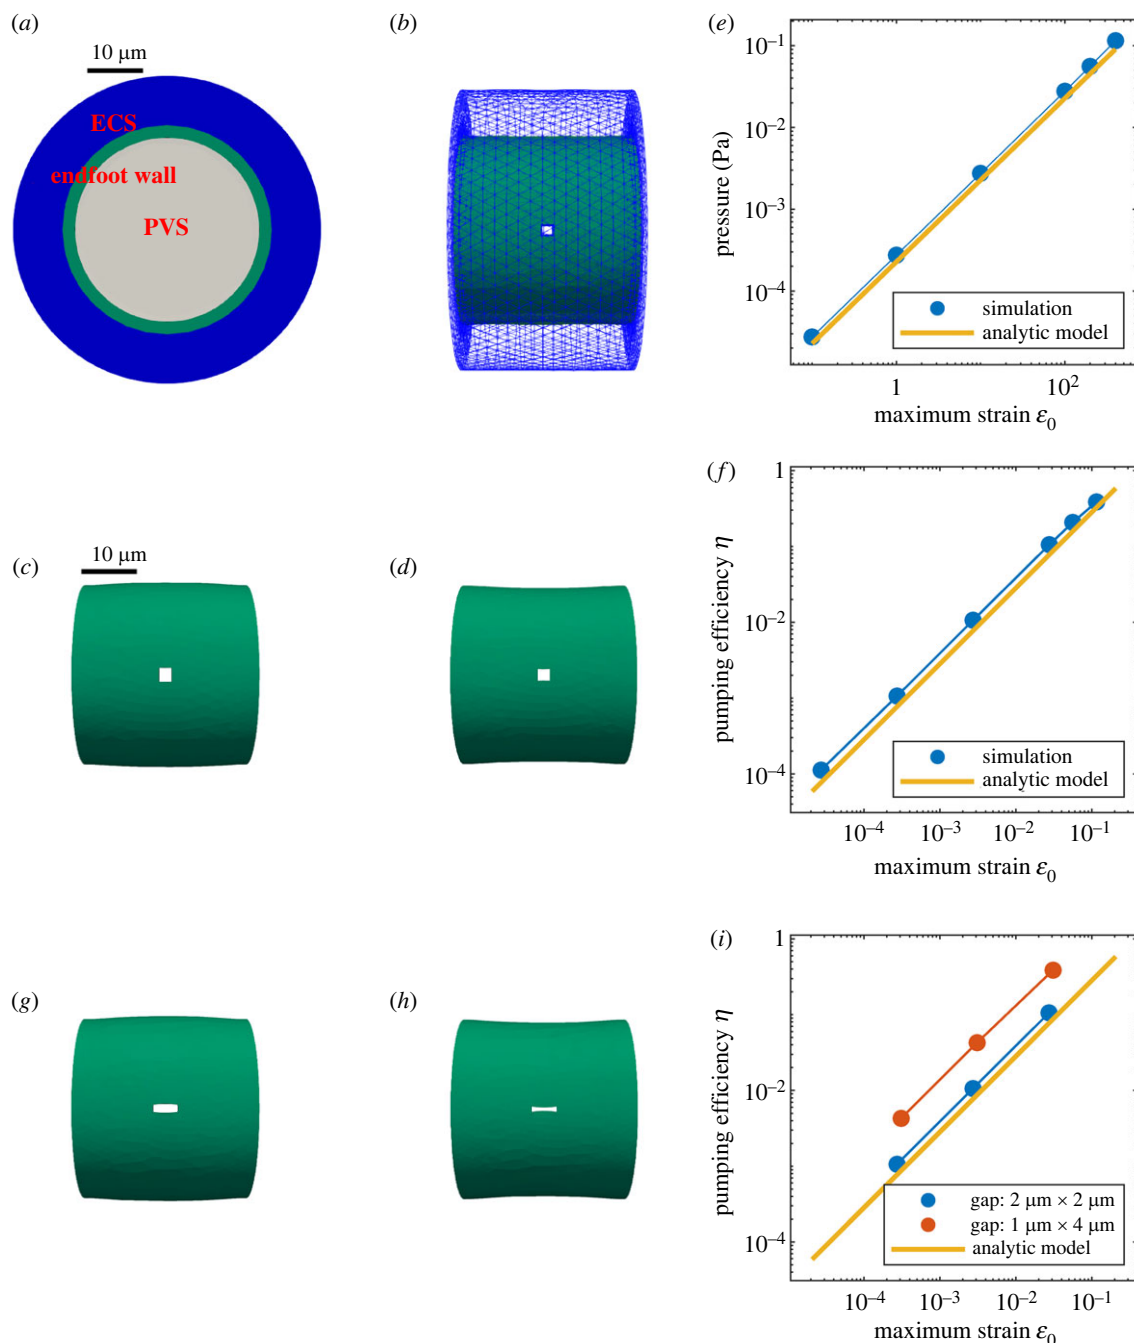 (a)
10 µm
ECS
endfoot wall
PVS
(b)
(e)
10⁻¹
10⁻²
10⁻³
10⁻⁴
pressure (Pa)
simulation
analytic model
1
10²
maximum strain ε₀
(c)
10 µm
(d)
(f)
1
10⁻²
10⁻⁴
pumping efficiency η
simulation
analytic model
10⁻⁴ 10⁻³ 10⁻² 10⁻¹
maximum strain ε₀
(g)
(h)
(i)
1
10⁻²
10⁻⁴
pumping efficiency η
gap: 2 µm × 2 µm
gap: 1 µm × 4 µm
analytic model
10⁻⁴ 10⁻³ 10⁻² 10⁻¹
maximum strain ε₀